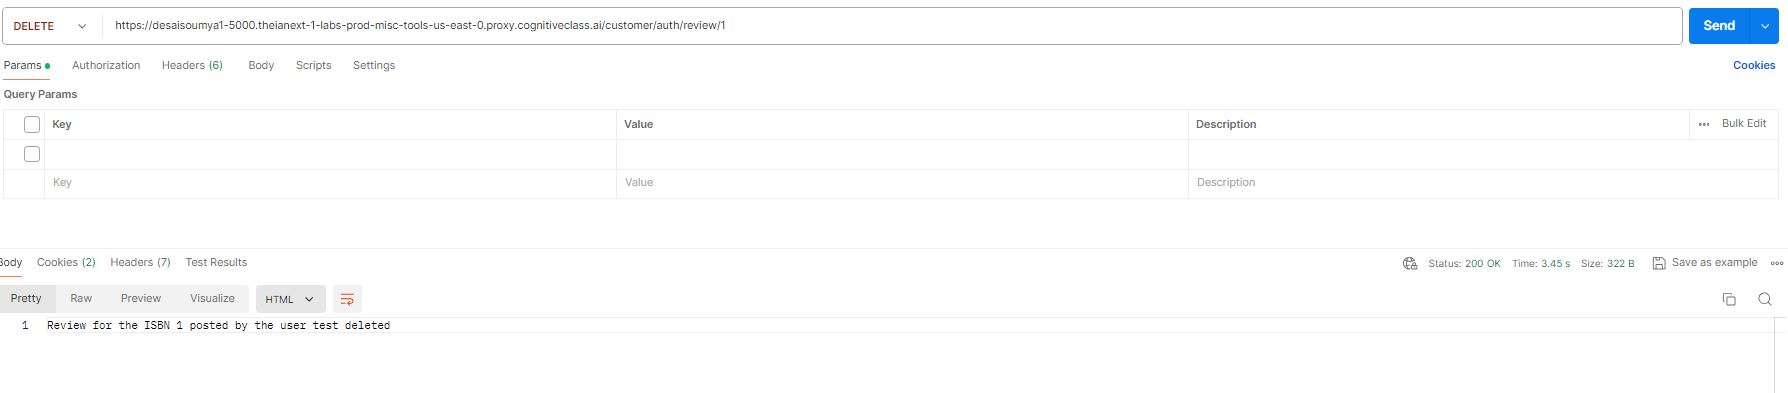 DELETE https://desaisoumya1-5000.theianext-1-labs-prod-misc-tools-us-east-0.proxy.cognitiveclass.ai/customer/auth/review/1 Send
Params Authorization Headers (6) Body Scripts Settings Cookies
Query Params
Key Value Description Bulk Edit
Key Value Description
Body Cookies (2) Headers (7) Test Results Status: 200 OK Time: 3.45 s Size: 322 B Save as example
Pretty Raw Preview Visualize HTML
1 Review for the ISBN 1 posted by the user test deleted